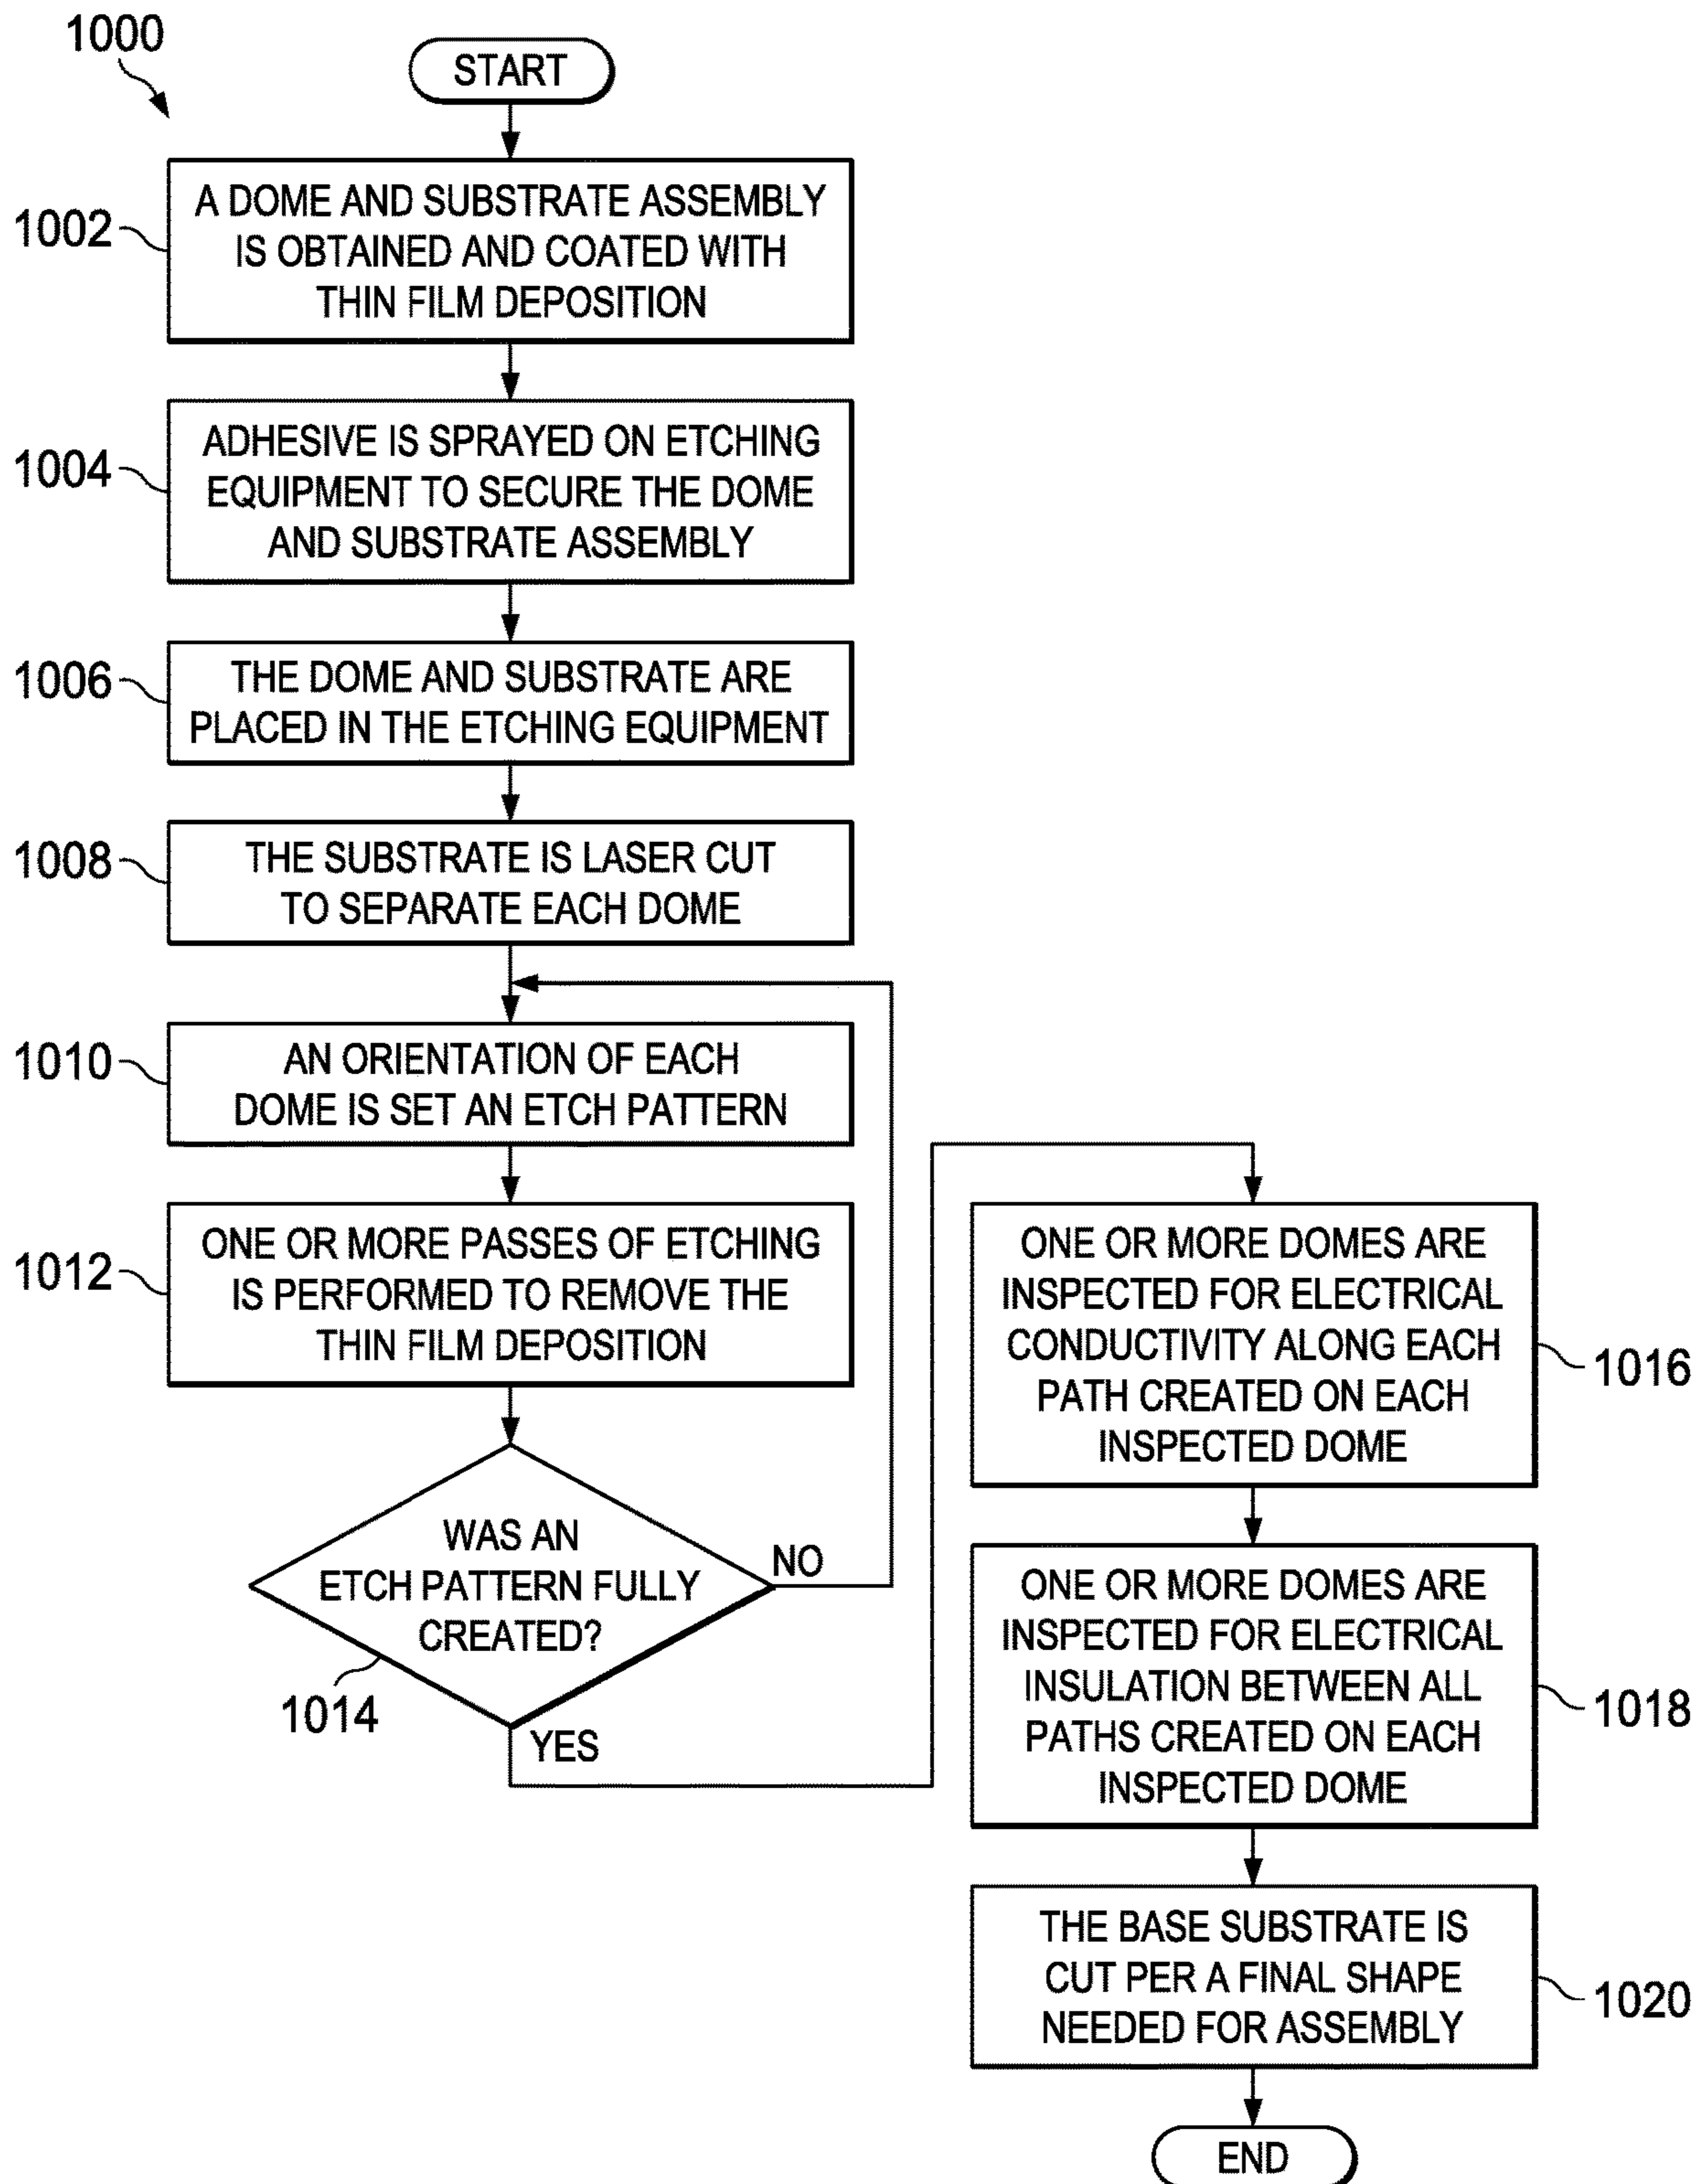 1000
START
1002
A DOME AND SUBSTRATE ASSEMBLY
IS OBTAINED AND COATED WITH
THIN FILM DEPOSITION
1004
ADHESIVE IS SPRAYED ON ETCHING
EQUIPMENT TO SECURE THE DOME
AND SUBSTRATE ASSEMBLY
1006
THE DOME AND SUBSTRATE ARE
PLACED IN THE ETCHING EQUIPMENT
1008
THE SUBSTRATE IS LASER CUT
TO SEPARATE EACH DOME
1010
AN ORIENTATION OF EACH
DOME IS SET AN ETCH PATTERN
1012
ONE OR MORE PASSES OF ETCHING
IS PERFORMED TO REMOVE THE
THIN FILM DEPOSITION
WAS AN
ETCH PATTERN FULLY
CREATED?
NO
1014
YES
ONE OR MORE DOMES ARE
INSPECTED FOR ELECTRICAL
CONDUCTIVITY ALONG EACH
PATH CREATED ON EACH
INSPECTED DOME
1016
ONE OR MORE DOMES ARE
INSPECTED FOR ELECTRICAL
INSULATION BETWEEN ALL
PATHS CREATED ON EACH
INSPECTED DOME
1018
THE BASE SUBSTRATE IS
CUT PER A FINAL SHAPE
NEEDED FOR ASSEMBLY
1020
END